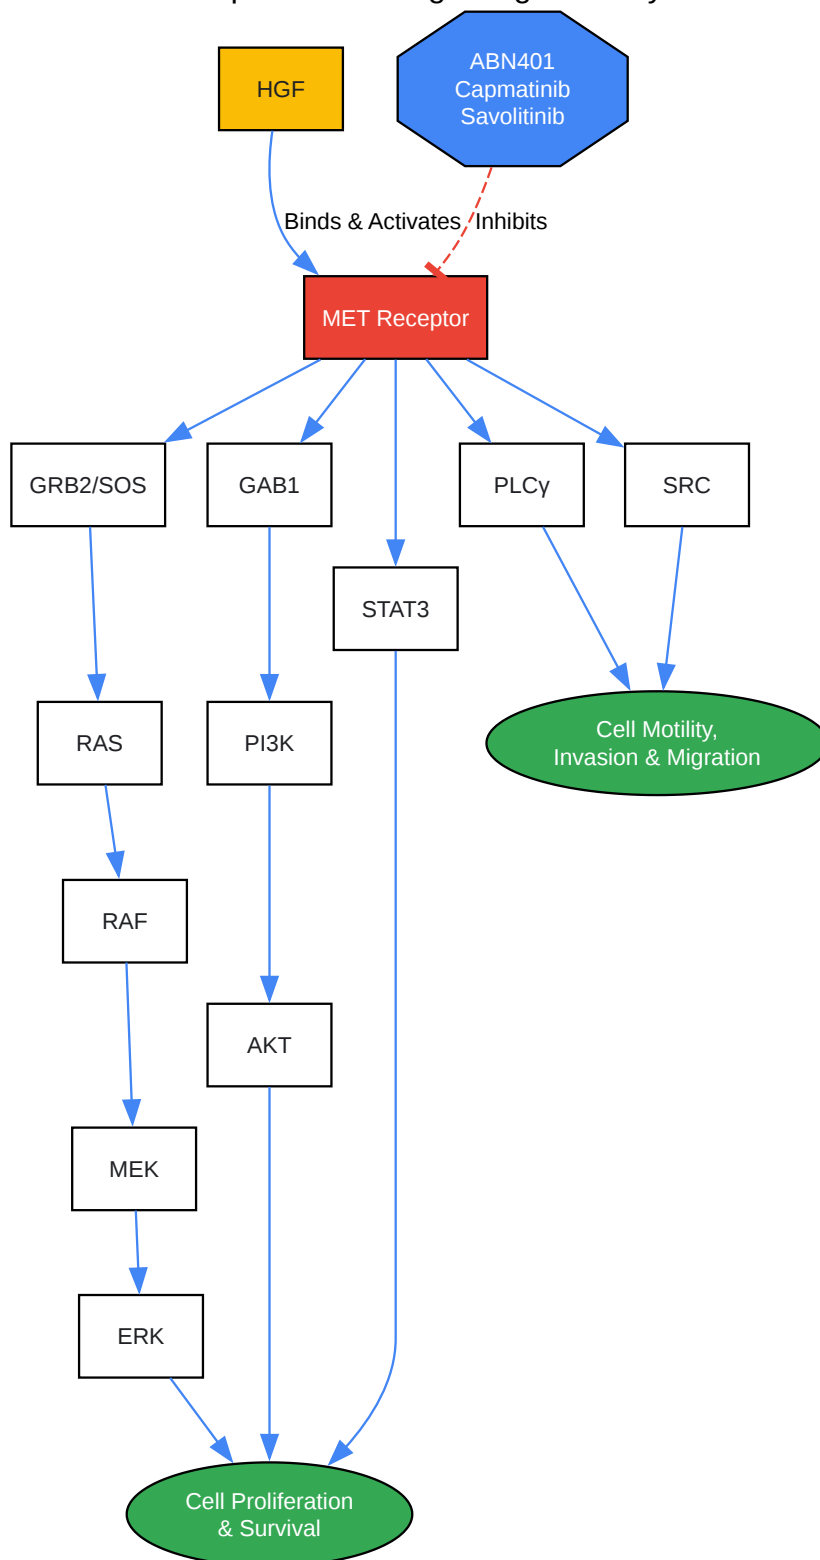 HGF
ABN401
Capmatinib
Savolitinib
Binds & Activates
Inhibits
MET Receptor
GRB2/SOS
GAB1
PLCγ
SRC
STAT3
RAS
PI3K
Cell Motility,
Invasion & Migration
RAF
AKT
MEK
ERK
Cell Proliferation
& Survival